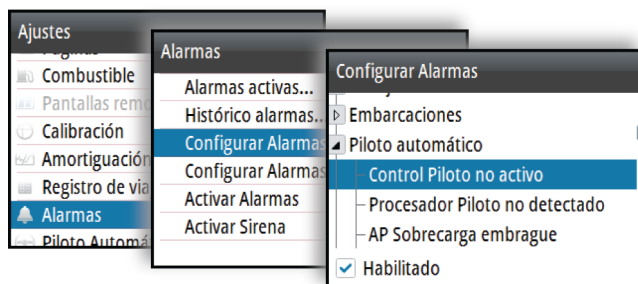 Ajustes
Combustible
Pantallas remo
Calibración
Amortiguación
Registro de via
Alarmas
Piloto Automá
Alarmas
Alarmas activas...
Histórico alarmas..
Configurar Alarmas
Configurar Alarmas
Activar Alarmas
Activar Sirena
Configurar Alarmas
Embarcaciones
Piloto automático
Control Piloto no activo
Procesador Piloto no detectado
AP Sobrecarga embrague
Habilitado